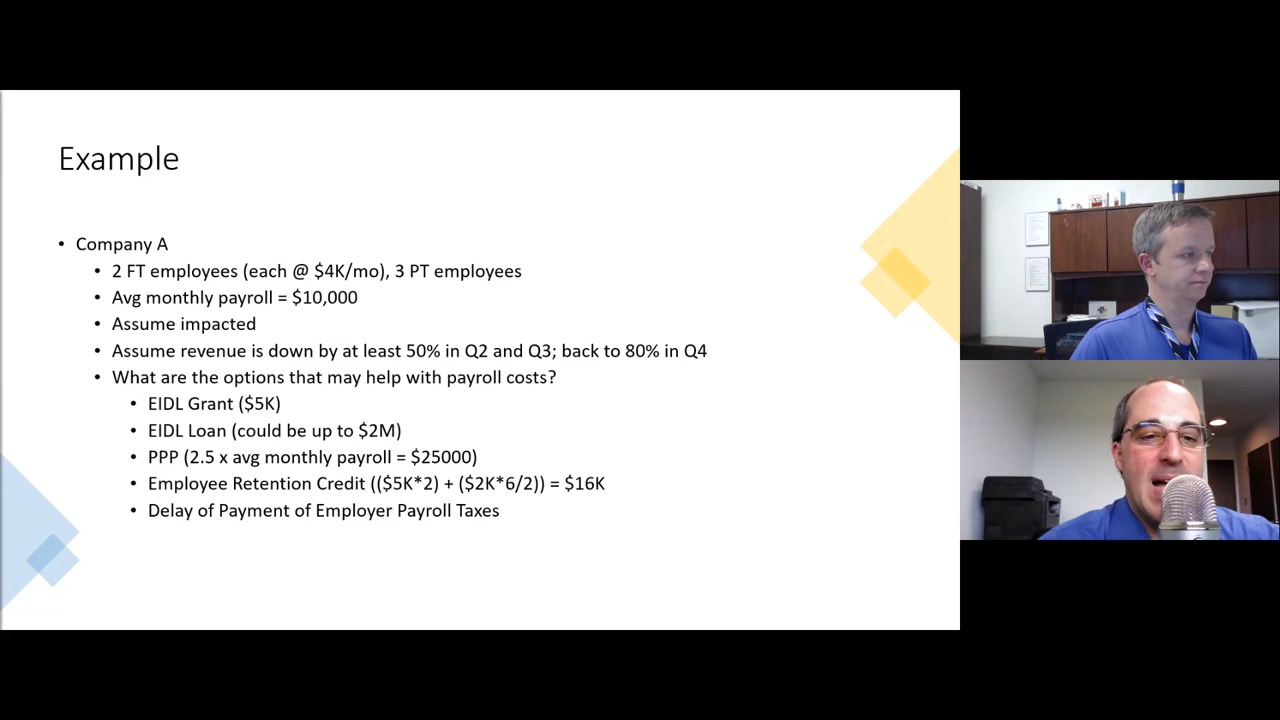 Example
• Company A
• 2 FT employees (each @ $4K/mo), 3 PT employees
• Avg monthly payroll = $10,000
• Assume impacted
• Assume revenue is down by at least 50% in Q2 and Q3; back to 80% in Q4
• What are the options that may help with payroll costs?
• EIDL Grant ($5K)
• EIDL Loan (could be up to $2M)
• PPP (2.5 x avg monthly payroll = $25000)
• Employee Retention Credit (($5K*2) + ($2K*6/2)) = $16K
• Delay of Payment of Employer Payroll Taxes